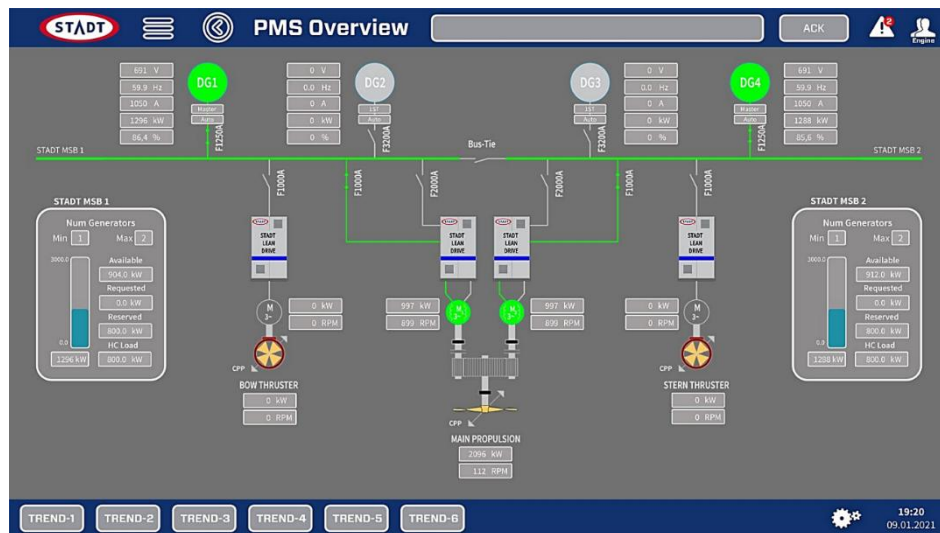 STADT
PMS Overview
ACK
2
Engine
691 V
59.9 Hz
1050 A
1296 kW
86,4 %
DG1
Master
Auto
F1250A
0 V
0.0 Hz
0 A
0 kW
0 %
DG2
1ST
Auto
F3200A
DG3
1ST
Auto
F3200A
0 V
0.0 Hz
0 A
0 kW
0 %
DG4
Master
Auto
F1250A
691 V
59.9 Hz
1050 A
1288 kW
85,6 %
STADT MSB 1
Bus-Tie
STADT MSB 2
F1000A
F1000A
F2000A
F2000A
F1000A
F1000A
STADT MSB 1
Num Generators
Min 1 Max 2
3000.0
0.0
1296 kW
Available
904.0 kW
Requested
0.0 kW
Reserved
800.0 kW
HC Load
800.0 kW
STADT
STADT
LEAN
DRIVE
STADT
STADT
LEAN
DRIVE
STADT
STADT
LEAN
DRIVE
STADT
STADT
LEAN
DRIVE
M
3~
0 kW
0 RPM
997 kW
899 RPM
M
3~
M
3~
997 kW
899 RPM
0 kW
0 RPM
M
3~
CPP
BOW THRUSTER
0 kW
0 RPM
CPP
MAIN PROPULSION
2096 kW
112 RPM
CPP
STERN THRUSTER
0 kW
0 RPM
STADT MSB 2
Num Generators
Min 1 Max 2
3000.0
0.0
1288 kW
Available
912.0 kW
Requested
0.0 kW
Reserved
800.0 kW
HC Load
800.0 kW
TREND-1
TREND-2
TREND-3
TREND-4
TREND-5
TREND-6
19:20
09.01.2021